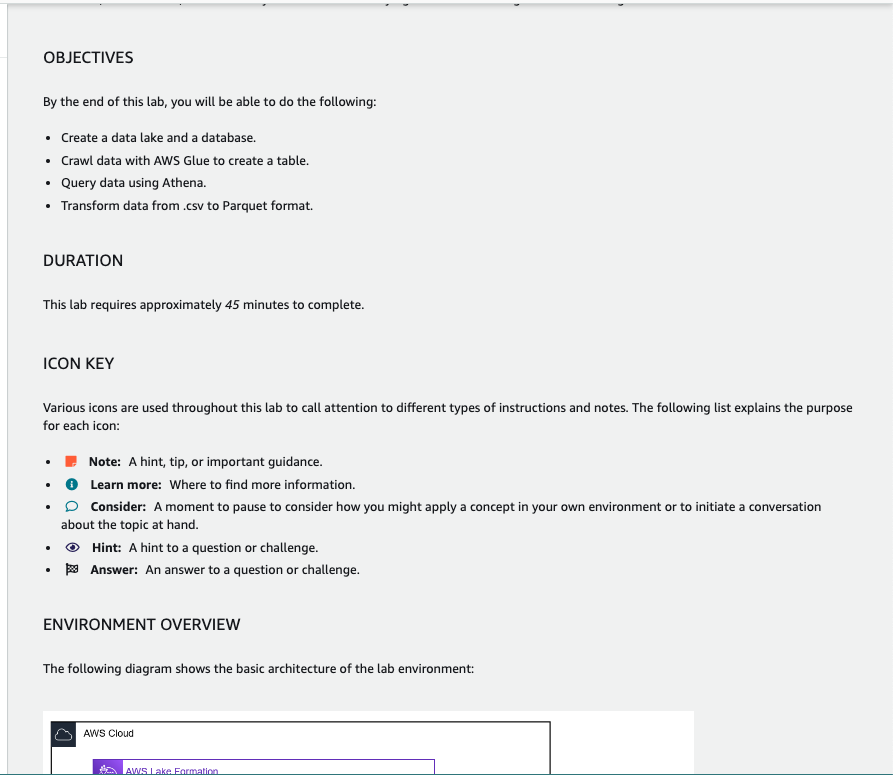 OBJECTIVES
By the end of this lab, you will be able to do the following:
• Create a data lake and a database.
• Crawl data with AWS Glue to create a table.
• Query data using Athena.
• Transform data from .csv to Parquet format.
DURATION
This lab requires approximately 45 minutes to complete.
ICON KEY
Various icons are used throughout this lab to call attention to different types of instructions and notes. The following list explains the purpose
for each icon:
• Note: A hint, tip, or important guidance.
• Learn more: Where to find more information.
• Consider: A moment to pause to consider how you might apply a concept in your own environment or to initiate a conversation
about the topic at hand.
• Hint: A hint to a question or challenge.
• Answer: An answer to a question or challenge.
ENVIRONMENT OVERVIEW
The following diagram shows the basic architecture of the lab environment:
AWS Cloud
AWS Lake Formation